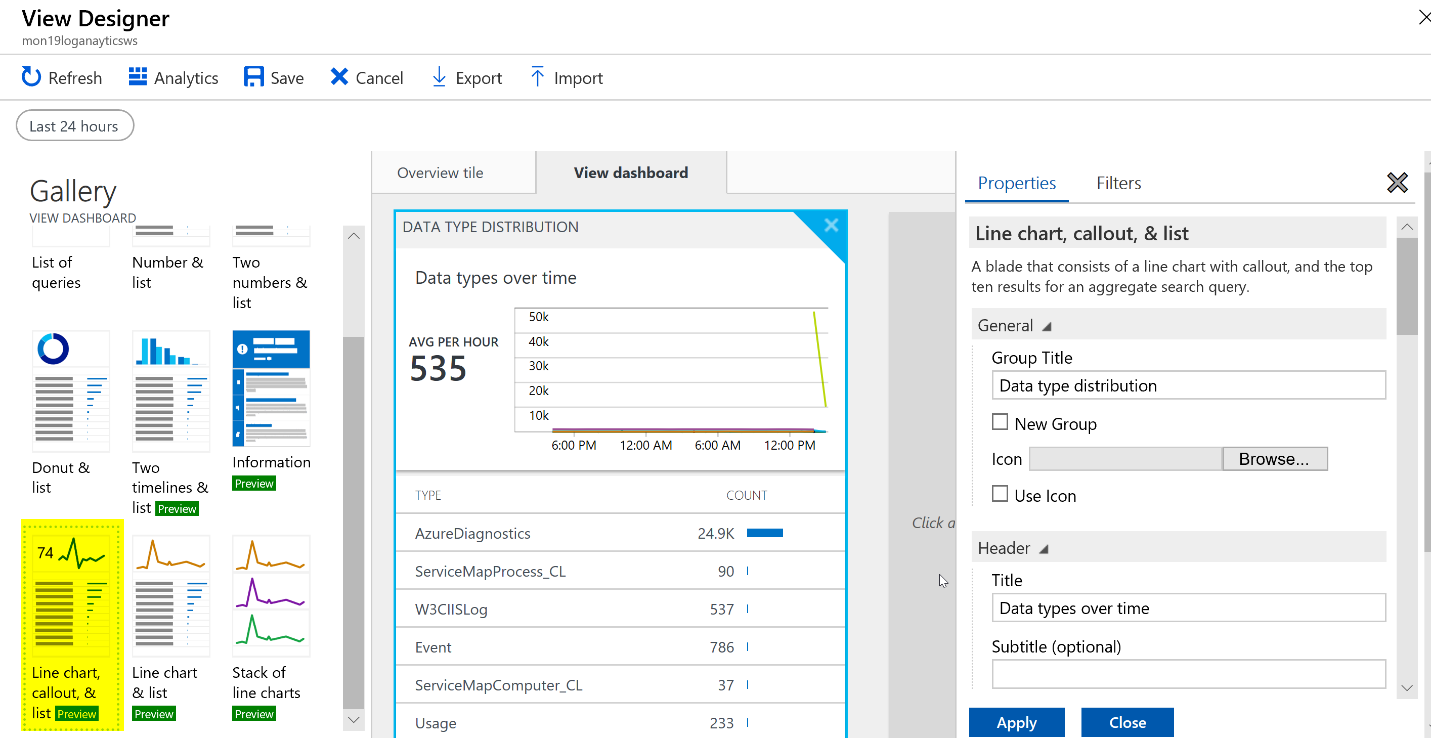 View Designer
mon19loganayticsws
Refresh Analytics Save Cancel Export Import
Last 24 hours
Gallery
VIEW DASHBOARD
List of
queries
Number &
list
Two
numbers &
list
Donut &
list
Two
timelines &
list Preview
Information
Preview
74
Line chart,
callout, &
list Preview
Line chart
& list
Preview
Stack of
line charts
Preview
Overview tile View dashboard
DATA TYPE DISTRIBUTION
Data types over time
AVG PER HOUR
535
50k
40k
30k
20k
10k
6:00 PM 12:00 AM 6:00 AM 12:00 PM
TYPE COUNT
AzureDiagnostics 24.9K
ServiceMapProcess_CL 90
W3CIISLog 537
Event 786
ServiceMapComputer_CL 37
Usage 233
Click a
Properties Filters
Line chart, callout, & list
A blade that consists of a line chart with callout, and the top
ten results for an aggregate search query.
General
Group Title
Data type distribution
New Group
Icon Browse...
Use Icon
Header
Title
Data types over time
Subtitle (optional)
Apply Close